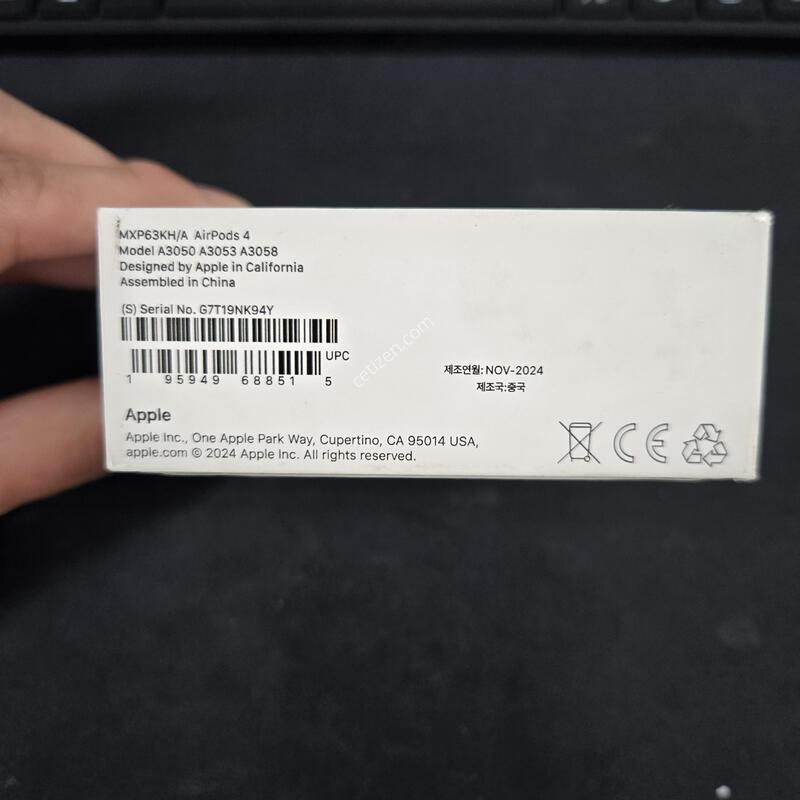 MXP63KH/A AirPods 4
Model A3050 A3053 A3058
Designed by Apple in California
Assembled in China
(S) Serial No. G7T19NK94Y
UPC
1 95949 68851 5
제조연월: NOV-2024
제조국:중국
Apple
Apple Inc., One Apple Park Way, Cupertino, CA 95014 USA,
apple.com © 2024 Apple Inc. All rights reserved.
CE
cetizen.com